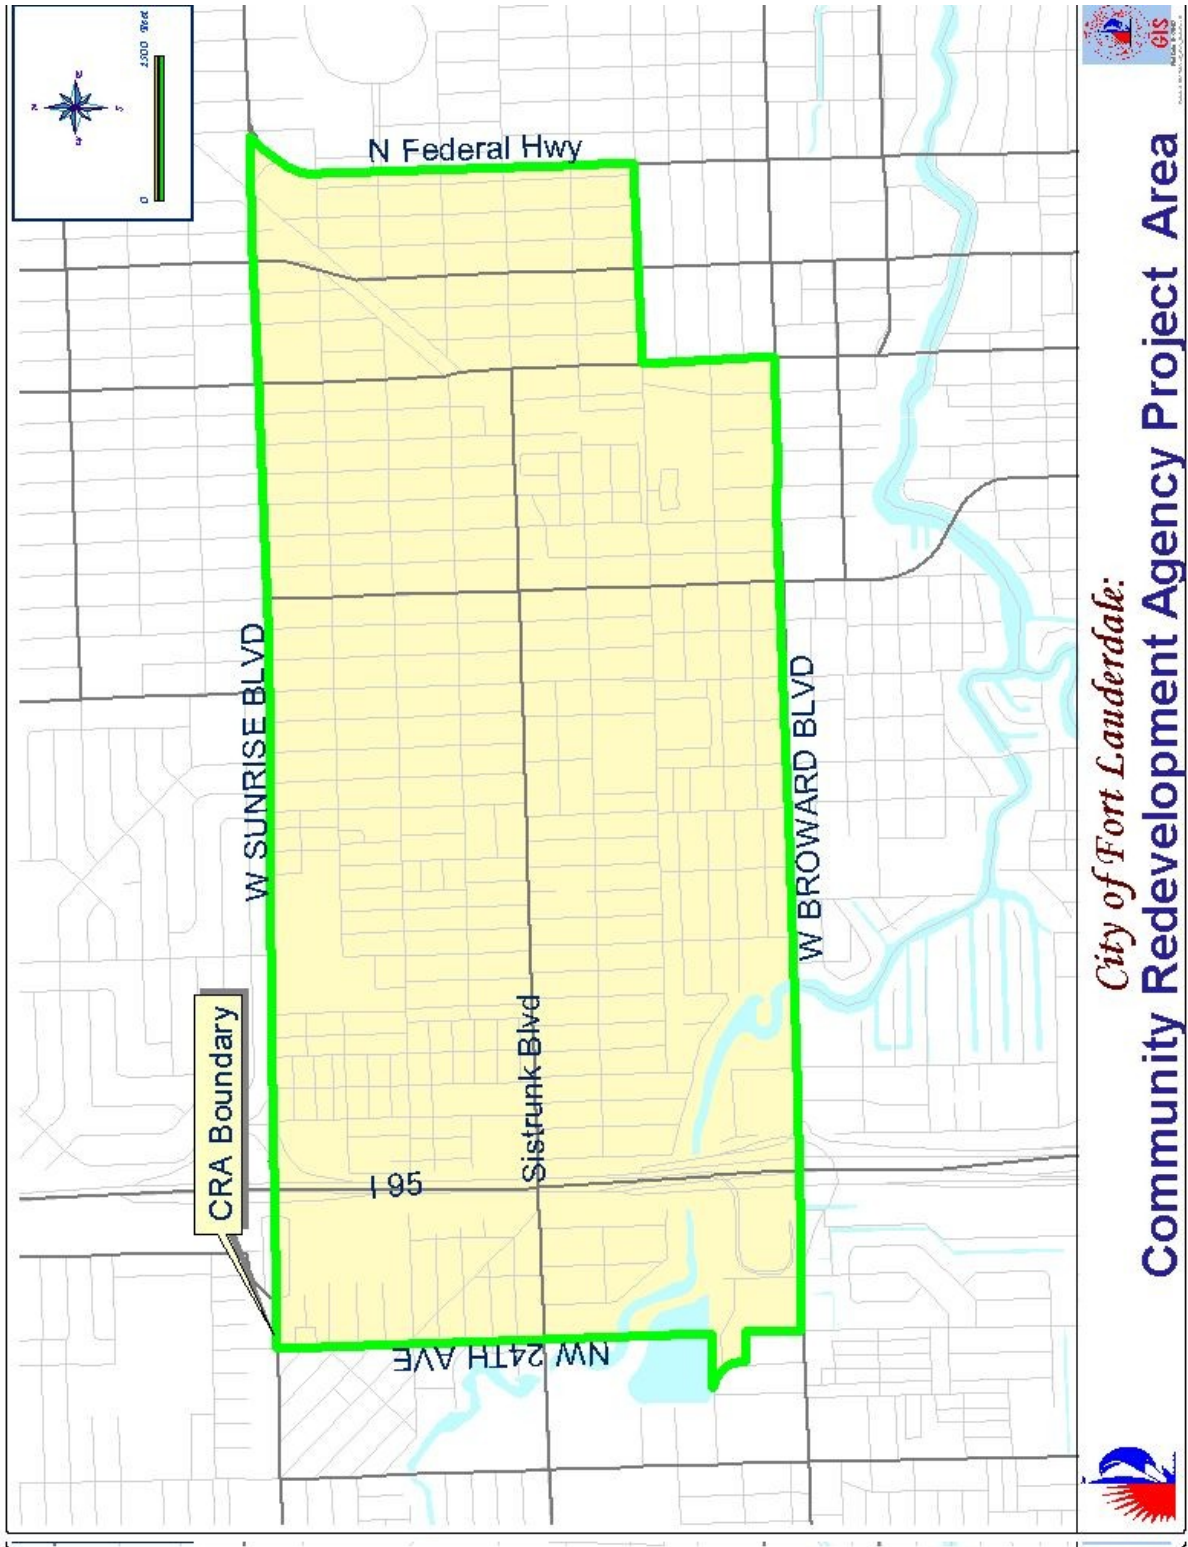 N
W
E
S
0
1500 Feet
N Federal Hwy
W SUNRISE BLVD
CRA Boundary
Sistrunk Blvd
W BROWARD BLVD
I 95
NW 24TH AVE
City of Fort Lauderdale:
Community Redevelopment Agency Project Area
GIS